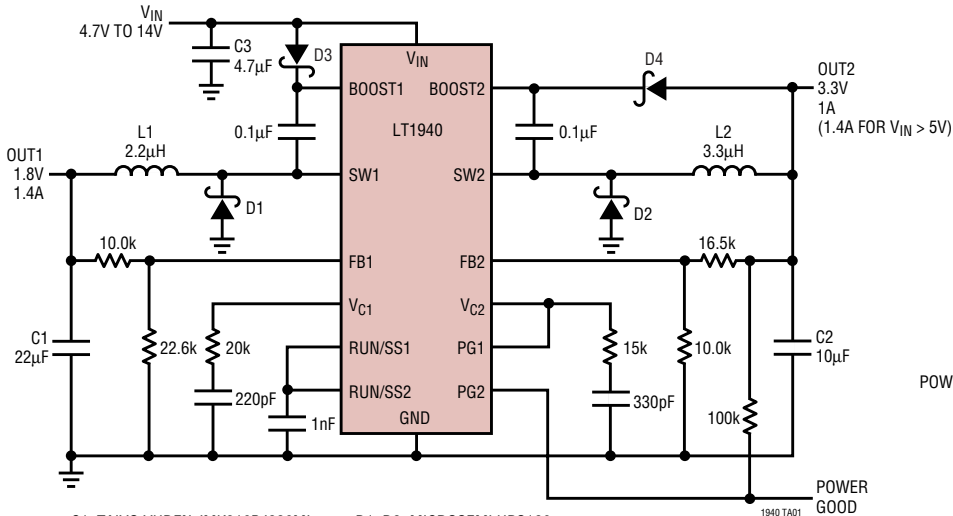 VIN
4.7V TO 14V
C3
4.7µF
D3
VIN
D4
OUT2
3.3V
1A
(1.4A FOR VIN > 5V)
BOOST1
BOOST2
LT1940
L1
2.2µH
0.1µF
0.1µF
L2
3.3µH
OUT1
1.8V
1.4A
SW1
SW2
D1
D2
10.0k
16.5k
FB1
FB2
VC1
VC2
C1
22µF
22.6k
20k
RUN/SS1
PG1
15k
10.0k
C2
10µF
RUN/SS2
PG2
220pF
330pF
100k
1nF
GND
POW
POWER
GOOD
1940 TA01